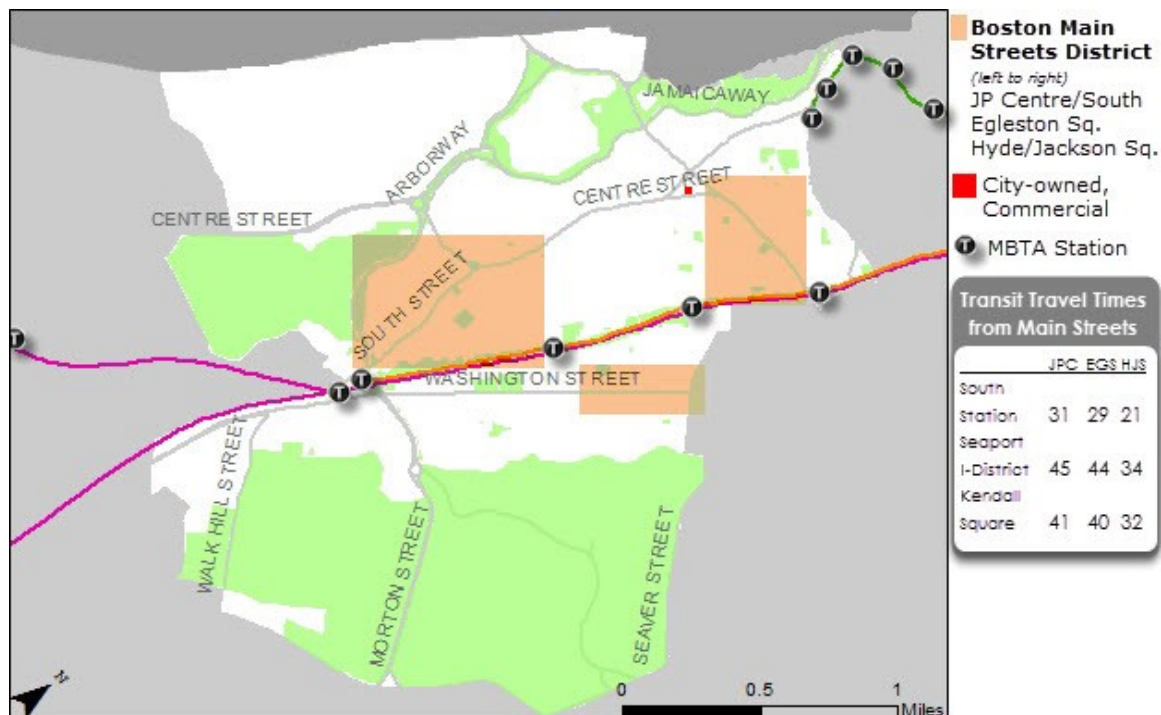 JAMAICAWAY
ARBORWAY
CENTRE STREET
CENTRE STREET
SOUTH STREET
WASHINGTON STREET
WALK HILL STREET
MORTON STREET
SEAVER STREET
T
T
T
T
T
T
T
T
T
T
T
N
0 0.5 1
Miles
Boston Main
Streets District
(left to right)
JP Centre/South
Egleston Sq.
Hyde/Jackson Sq.
City-owned,
Commercial
T MBTA Station
Transit Travel Times
from Main Streets
JPC EGS HJS
South
Station 31 29 21
Seaport
I-District 45 44 34
Kendall
Square 41 40 32